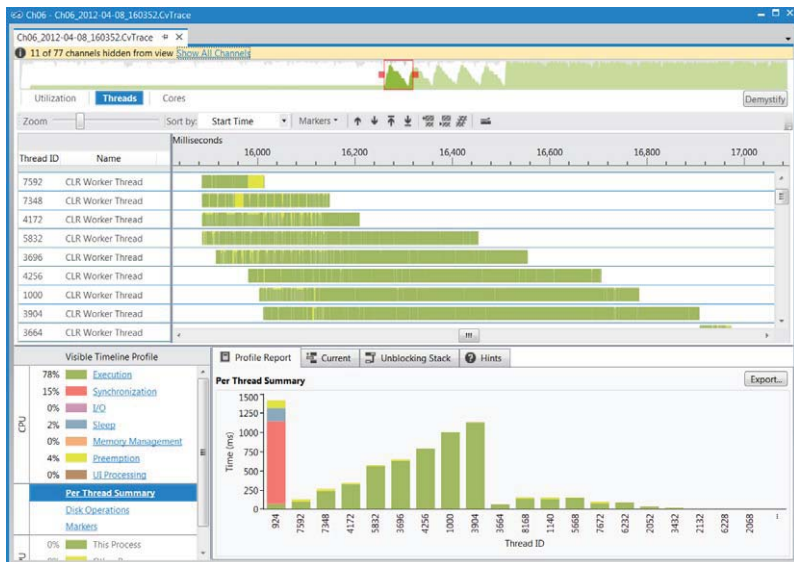 Ch06 - Ch06_2012-04-08_160352.CvTrace
Ch06_2012-04-08_160352.CvTrace
11 of 77 channels hidden from view Show All Channels
Utilization Threads Cores Demystify
Zoom Sort by: Start Time Markers
Milliseconds
Thread ID Name 16,000 16,200 16,400 16,600 16,800 17,000
7592 CLR Worker Thread
7348 CLR Worker Thread
4172 CLR Worker Thread
5832 CLR Worker Thread
3696 CLR Worker Thread
4256 CLR Worker Thread
1000 CLR Worker Thread
3904 CLR Worker Thread
3664 CLR Worker Thread
Visible Timeline Profile
CPU
78% Execution
15% Synchronization
0% I/O
2% Sleep
0% Memory Management
4% Preemption
0% UI Processing
Per Thread Summary
Disk Operations
Markers
0% This Process
Profile Report Current Unblocking Stack Hints
Per Thread Summary Export...
Time (ms)
1500
1250
1000
750
500
250
0
924 7592 7348 4172 5832 3696 4256 1000 3904 3664 8168 1140 5668 7672 6232 2052 3432 2132 6228 2068
Thread ID